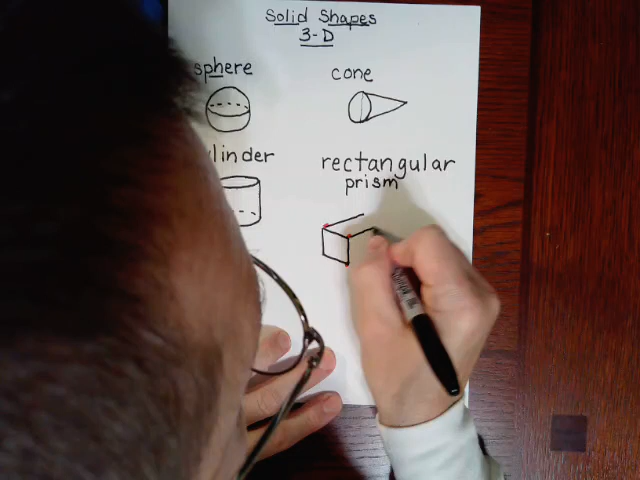 Solid Shapes
3-D
sphere
cone
linder
rectangular
prism